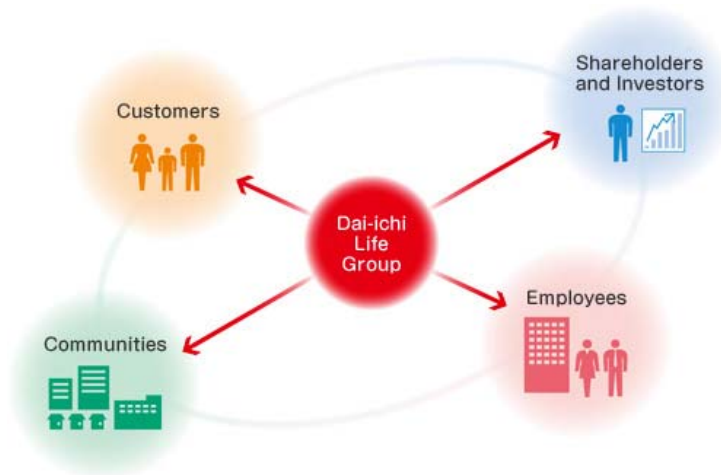 Shareholders
and Investors
Customers
Dai-ichi
Life
Group
Employees
Communities